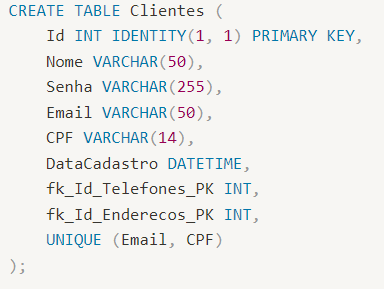 CREATE TABLE Clientes (
    Id INT IDENTITY(1, 1) PRIMARY KEY,
    Nome VARCHAR(50),
    Senha VARCHAR(255),
    Email VARCHAR(50),
    CPF VARCHAR(14),
    DataCadastro DATETIME,
    fk_Id_Telefones_PK INT,
    fk_Id_Enderecos_PK INT,
    UNIQUE (Email, CPF)
);